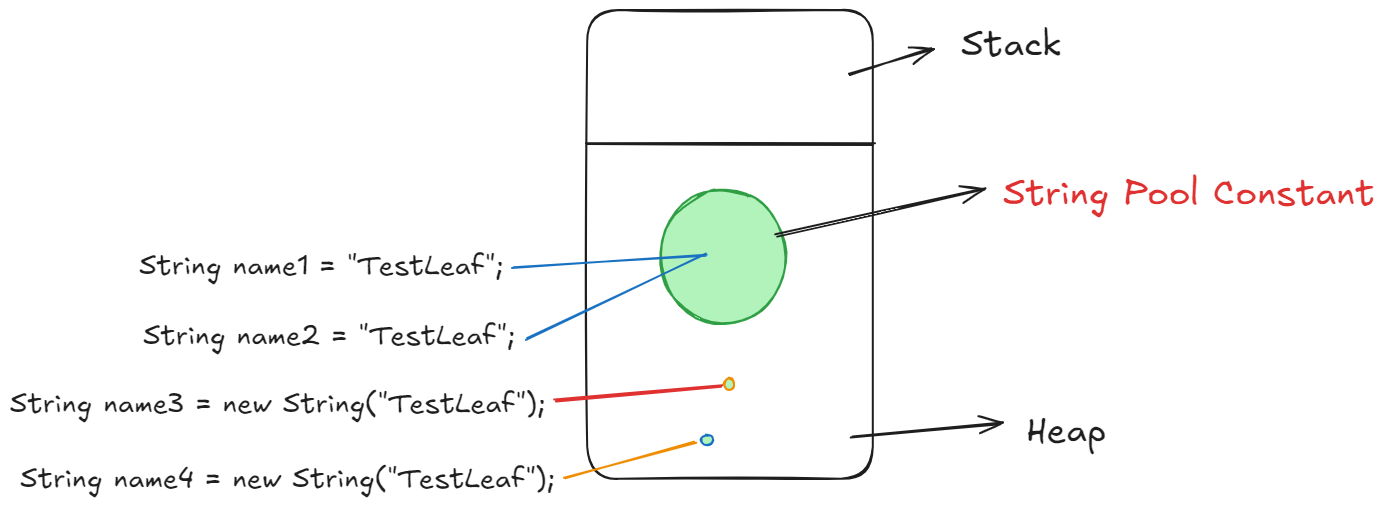 Stack
String Pool Constant
String name1 = "TestLeaf";
String name2 = "TestLeaf";
String name3 = new String("TestLeaf");
Heap
String name4 = new String("TestLeaf");